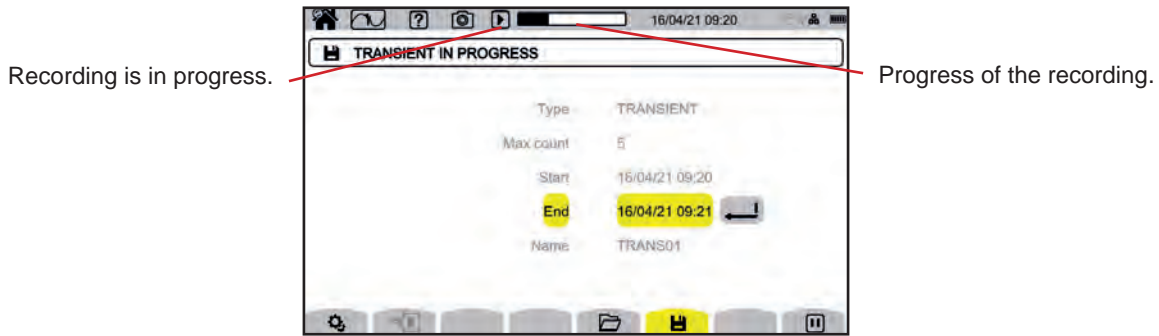 16/04/21 09:20
TRANSIENT IN PROGRESS
Recording is in progress.
Progress of the recording.
Type TRANSIENT
Max count 5
Start 16/04/21 09:20
End 16/04/21 09:21
Name TRANS01